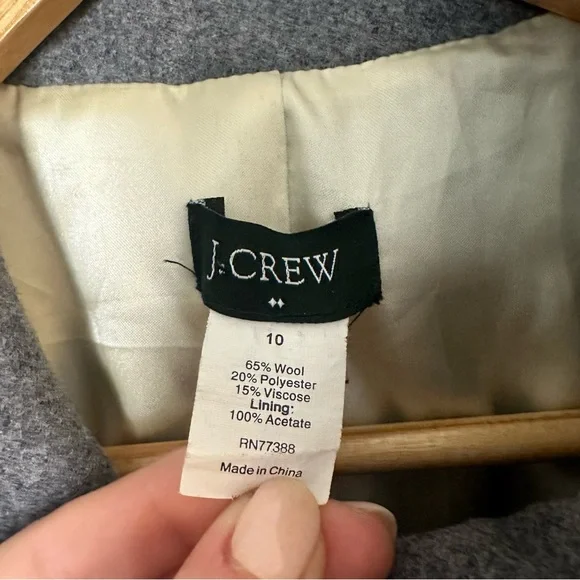 J.CREW
10
65% Wool
20% Polyester
15% Viscose
Lining:
100% Acetate
RN77388
Made in China